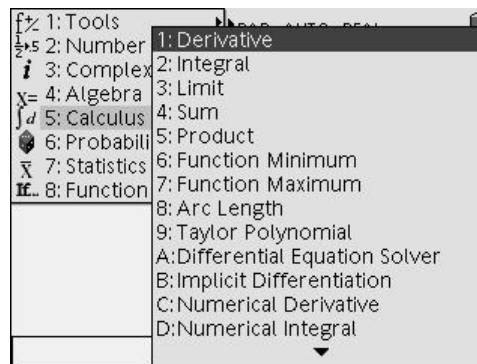 1: Tools
2: Number
3: Complex
4: Algebra
5: Calculus
6: Probabili
7: Statistics
8: Function
1: Derivative
2: Integral
3: Limit
4: Sum
5: Product
6: Function Minimum
7: Function Maximum
8: Arc Length
9: Taylor Polynomial
A: Differential Equation Solver
B: Implicit Differentiation
C: Numerical Derivative
D: Numerical Integral